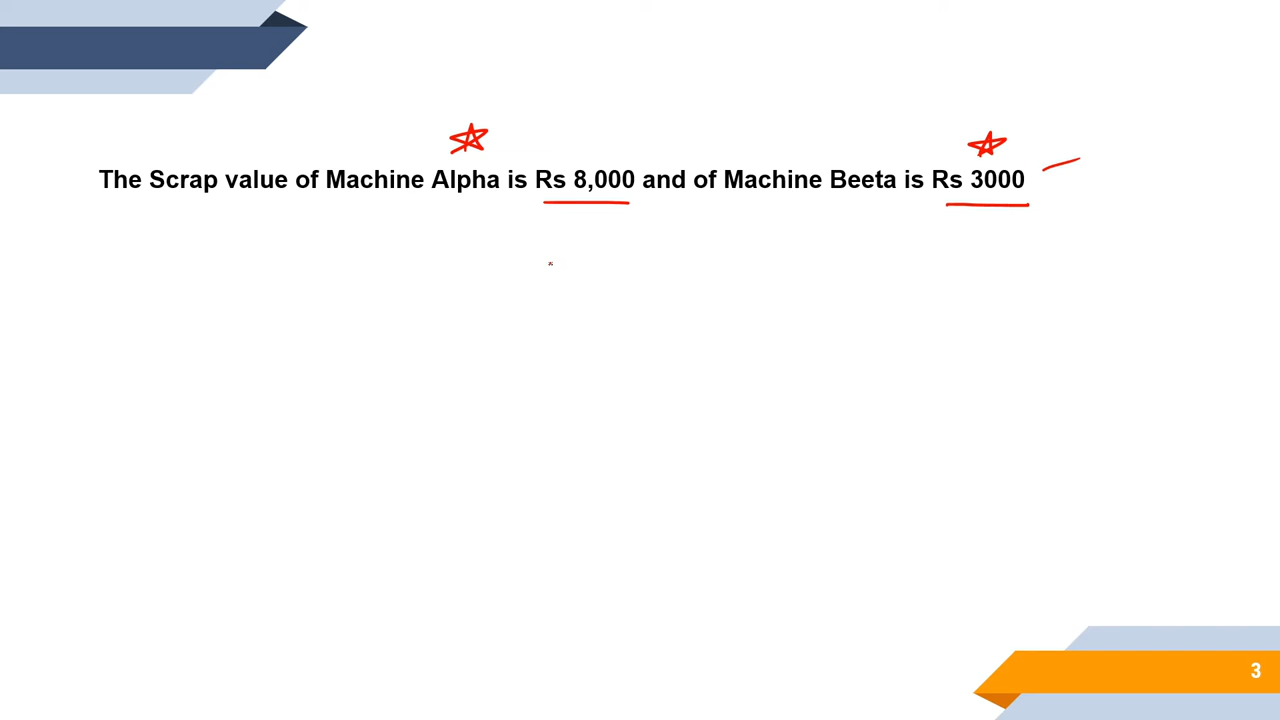 The Scrap value of Machine Alpha is Rs 8,000 and of Machine Beeta is Rs 3000
3